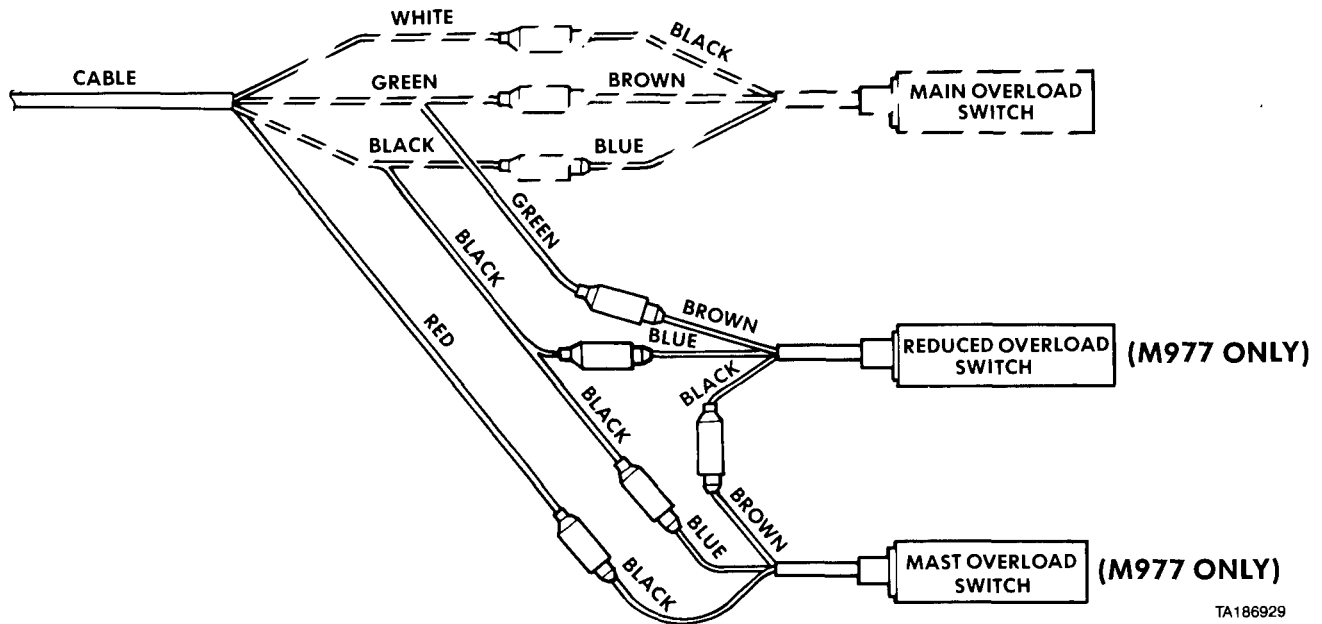 WHITE
BLACK
CABLE
GREEN
BROWN
MAIN OVERLOAD
SWITCH
BLACK
BLUE
GREEN
BLACK
RED
BROWN
BLUE
REDUCED OVERLOAD
SWITCH
(M977 ONLY)
BLACK
BLACK
BROWN
BLUE
MAST OVERLOAD
SWITCH
(M977 ONLY)
BLACK
TA186929